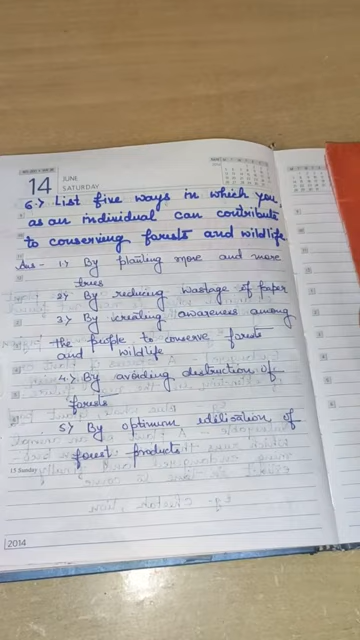 14 JUNE
SATURDAY
6.> List five ways in which you
as an individual can contribute
to conserving forests and wildlife
Ans - 1.> By planting more and more
trees
2.> By reducing wastage of paper
3.> By creating awareness among
the people to conserve forests
and wildlife
4.> By avoiding destruction of
forests
5.> By optimum of
forest products
15 Sunday
2014